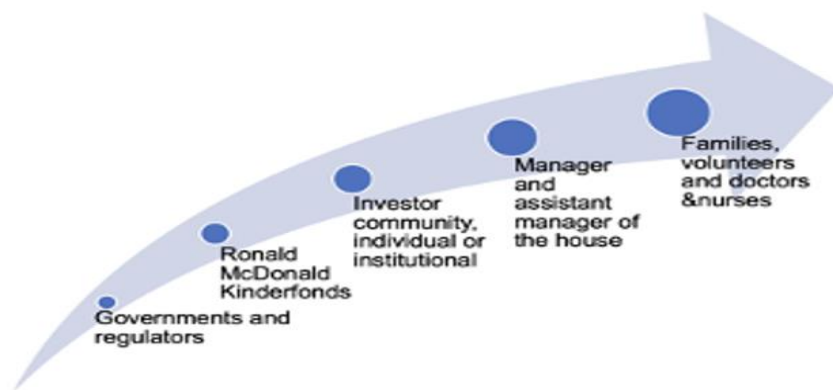 Governments and
regulators
Ronald
McDonald
Kinderfonds
Investor
community,
individual or
institutional
Manager
and
assistant
manager of
the house
Families,
volunteers
and doctors
&nurses